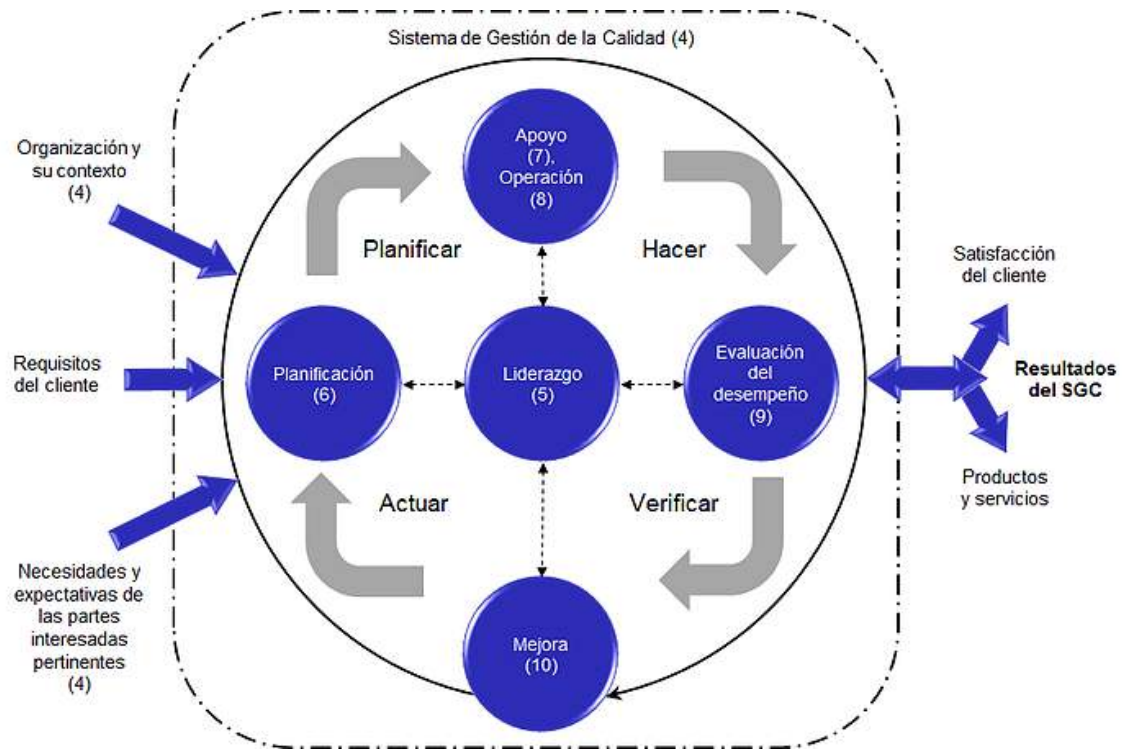 Sistema de Gestión de la Calidad (4)
Organización y
su contexto
(4)
Requisitos
del cliente
Necesidades y
expectativas de
las partes
interesadas
pertinentes
(4)
Apoyo
(7),
Operación
(8)
Planificar
Hacer
Planificación
(6)
Liderazgo
(5)
Evaluación
del
desempeño
(9)
Actuar
Verificar
Mejora
(10)
Satisfacción
del cliente
Resultados
del SGC
Productos
y servicios